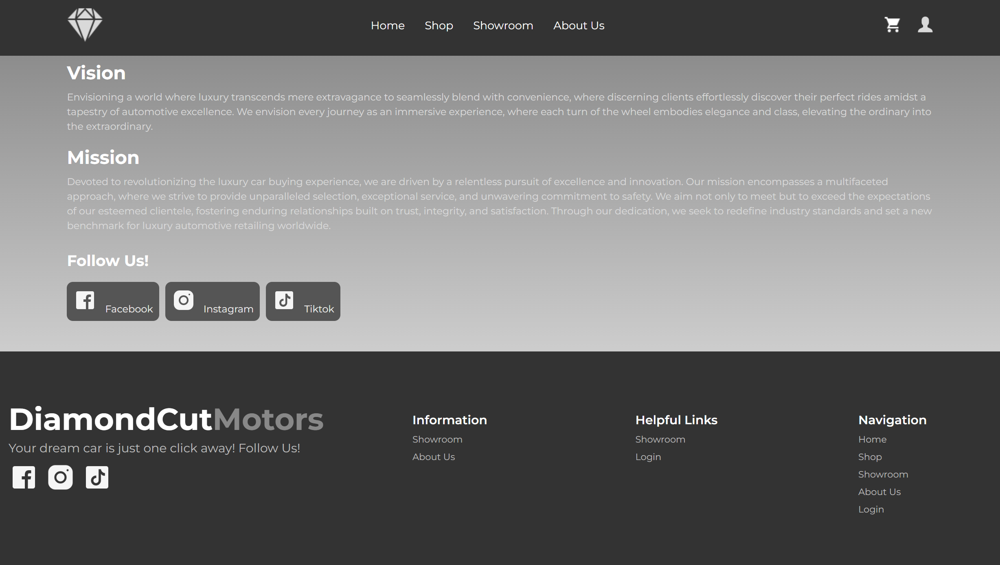 Home Shop Showroom About Us
Vision
Envisioning a world where luxury transcends mere extravagance to seamlessly blend with convenience, where discerning clients effortlessly discover their perfect rides amidst a
tapestry of automotive excellence. We envision every journey as an immersive experience, where each turn of the wheel embodies elegance and class, elevating the ordinary into
the extraordinary.
Mission
Devoted to revolutionizing the luxury car buying experience, we are driven by a relentless pursuit of excellence and innovation. Our mission encompasses a multifaceted
approach, where we strive to provide unparalleled selection, exceptional service, and unwavering commitment to safety. We aim not only to meet but to exceed the expectations
of our esteemed clientele, fostering enduring relationships built on trust, integrity, and satisfaction. Through our dedication, we seek to redefine industry standards and set a new
benchmark for luxury automotive retailing worldwide.
Follow Us!
Facebook Instagram Tiktok
DiamondCutMotors
Your dream car is just one click away! Follow Us!
Information
Showroom
About Us
Helpful Links
Showroom
Login
Navigation
Home
Shop
Showroom
About Us
Login